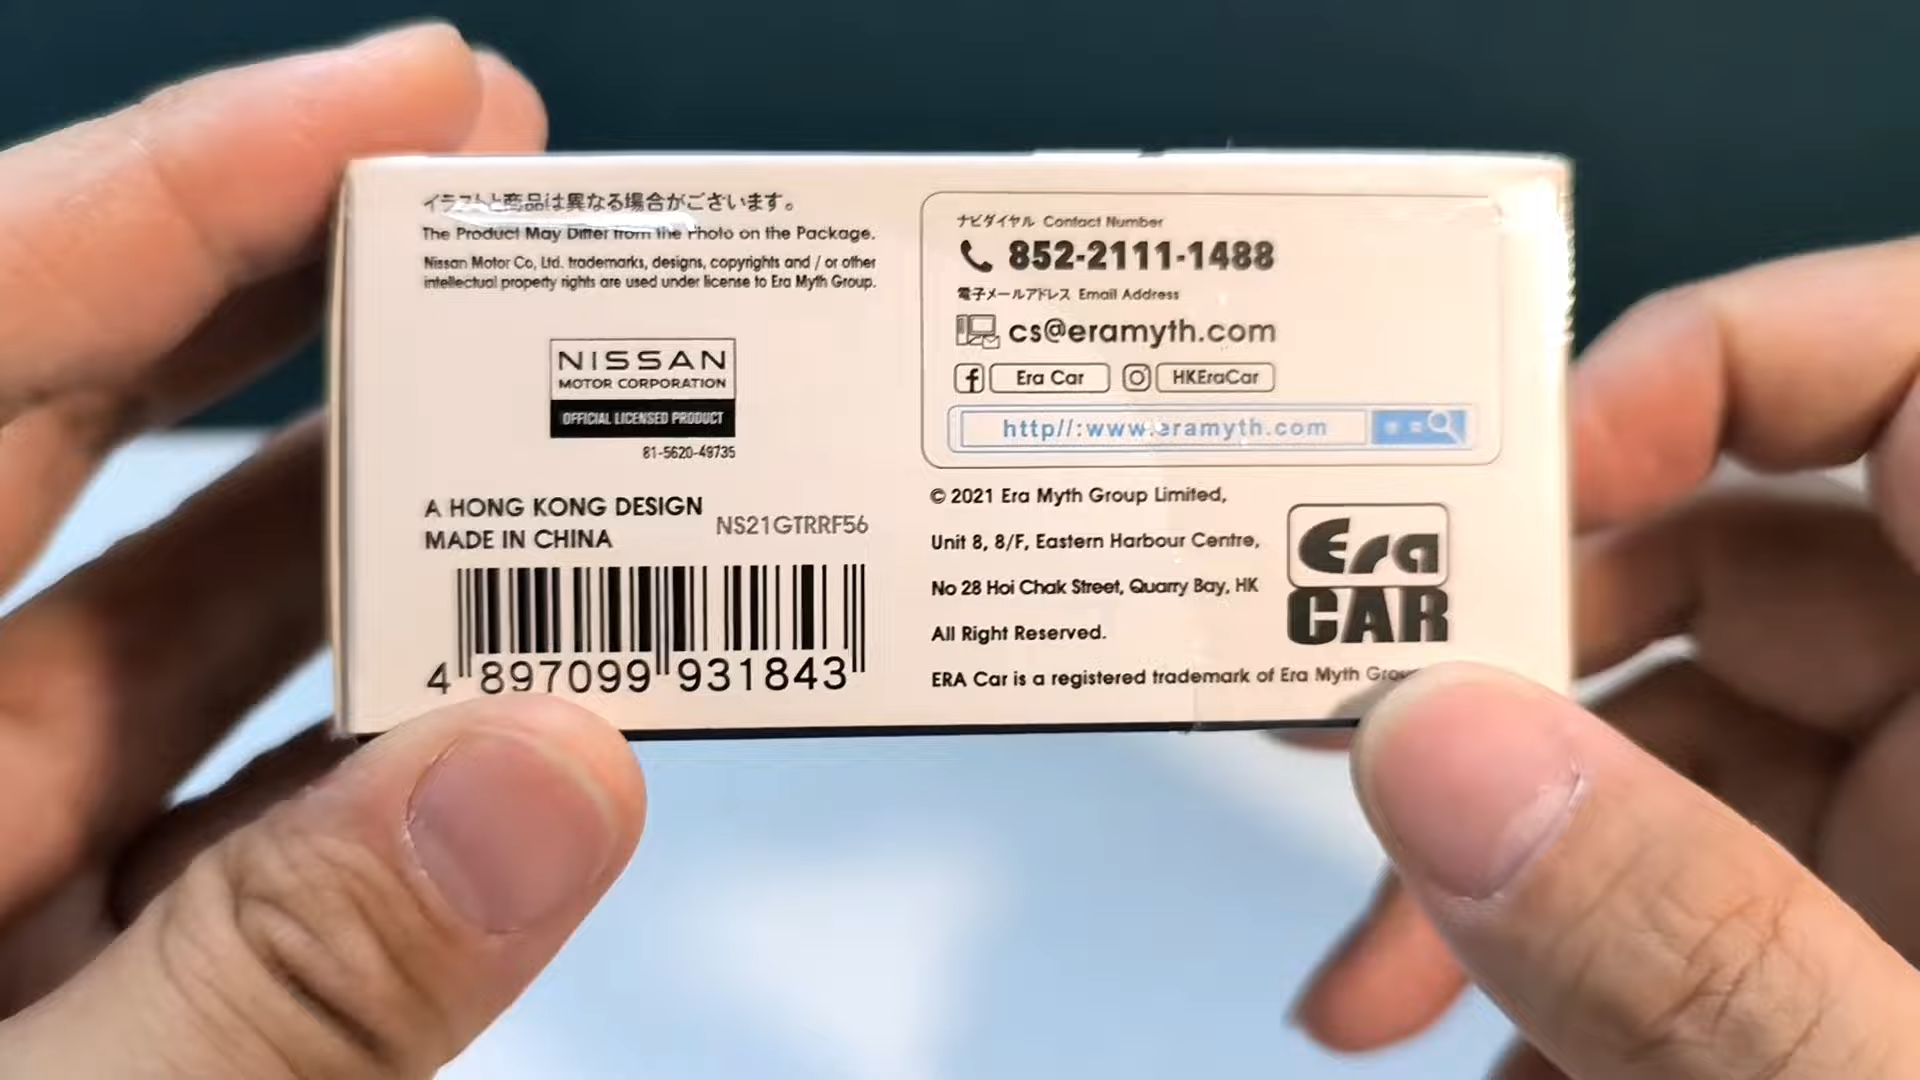 イラストと商品は異なる場合がございます。
The Product May Differ from the Photo on the Package.
Nissan Motor Co, Ltd. trademarks, designs, copyrights and / or other
intellectual property rights are used under license to Era Myth Group.
NISSAN
MOTOR CORPORATION
OFFICIAL LICENSED PRODUCT
81-5620-49735
A HONG KONG DESIGN
MADE IN CHINA
NS21GTRRF56
4 897099 931843
ナビダイヤル Contact Number
852-2111-1488
電子メールアドレス Email Address
cs@eramyth.com
f Era Car HKEraCar
http//:www.eramyth.com
© 2021 Era Myth Group Limited,
Unit 8, 8/F, Eastern Harbour Centre,
No 28 Hoi Chak Street, Quarry Bay, HK
All Right Reserved.
ERA Car is a registered trademark of Era Myth
Era
CAR